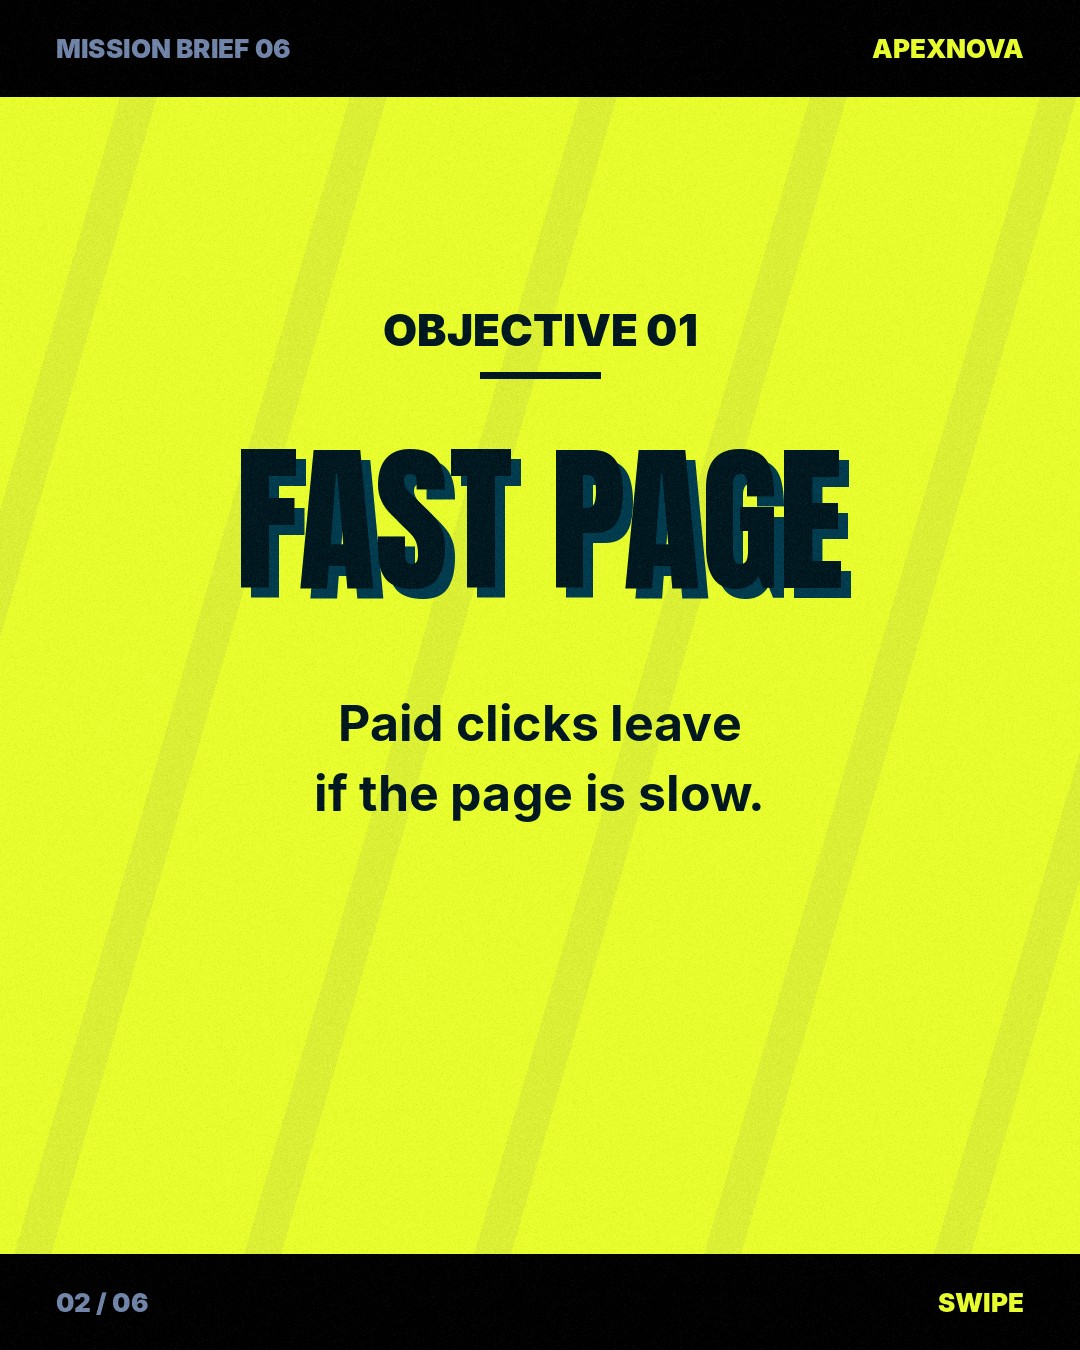 MISSION BRIEF 06
APEXNOVA
OBJECTIVE 01
FAST PAGE
Paid clicks leave
if the page is slow.
02 / 06
SWIPE